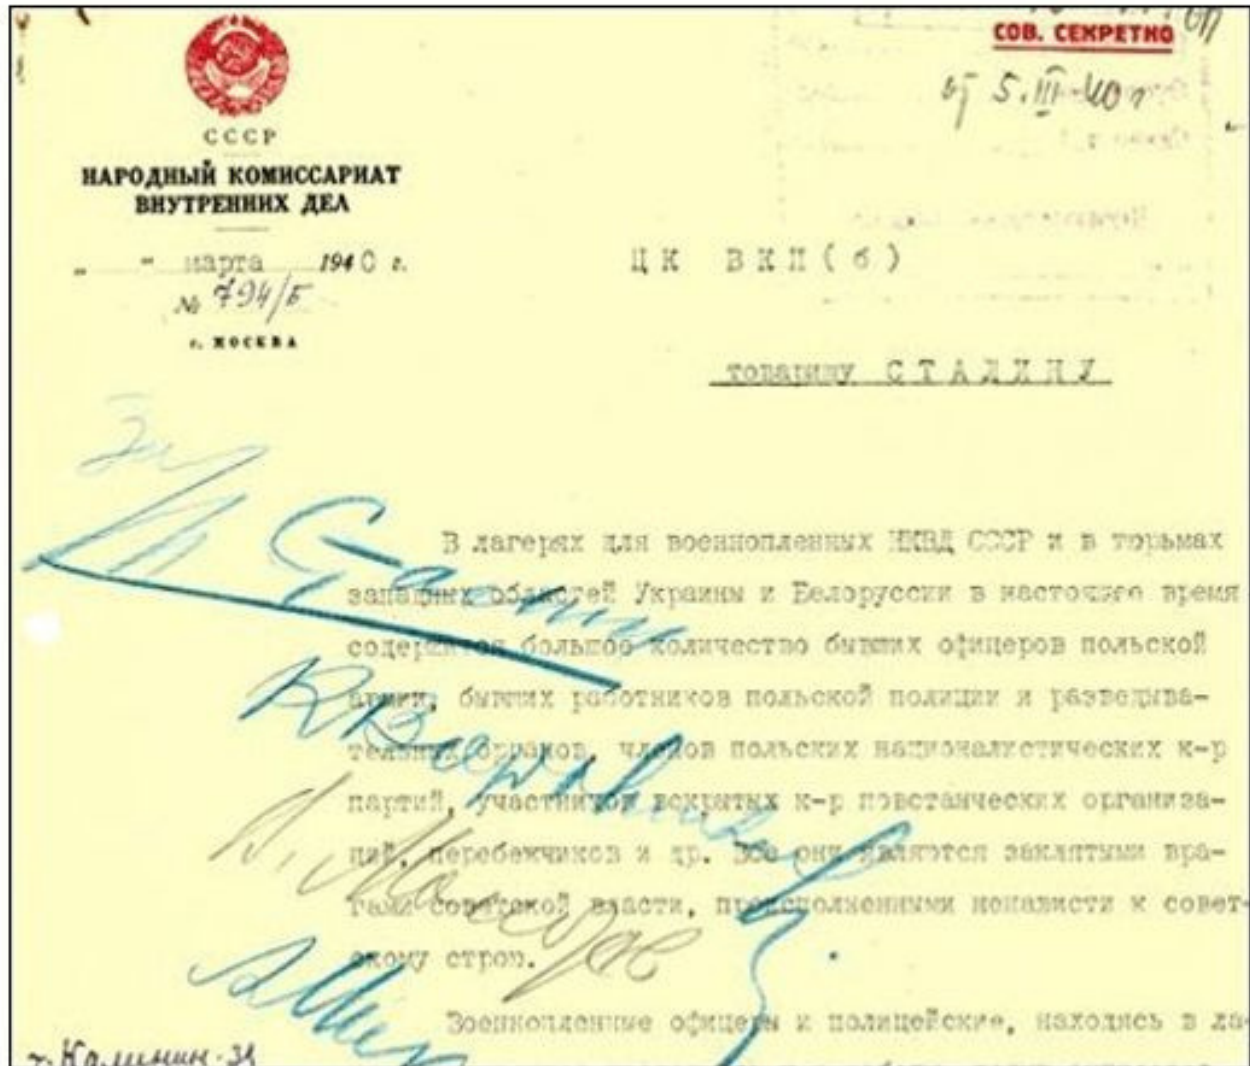 СОВ. СЕКРЕТНО
от 5.III-40 г
СССР
НАРОДНЫЙ КОМИССАРИАТ
ВНУТРЕННИХ ДЕЛ
" " марта 1940 г.
№ 794/Б
г. МОСКВА
ЦК ВКП(б)
товарищу СТАЛИНУ
За
И Сталин
К Ворошилов
В. Молотов
А Мик
В лагерях для военнопленных НКВД СССР и в тюрьмах
западных областей Украины и Белоруссии в настоящее время
содержится большое количество бывших офицеров польской
армии, бывших работников польской полиции и разведыва-
тельных органов, членов польских националистических к-р
партий, участников вскрытых к-р повстанческих организа-
ций, перебежчиков и др. Все они являются заклятыми вра-
гами советской власти, преисполненными ненависти к совет-
скому строю.
Военнопленные офицеры и полицейские, находясь в ла-
т. Калинин - за